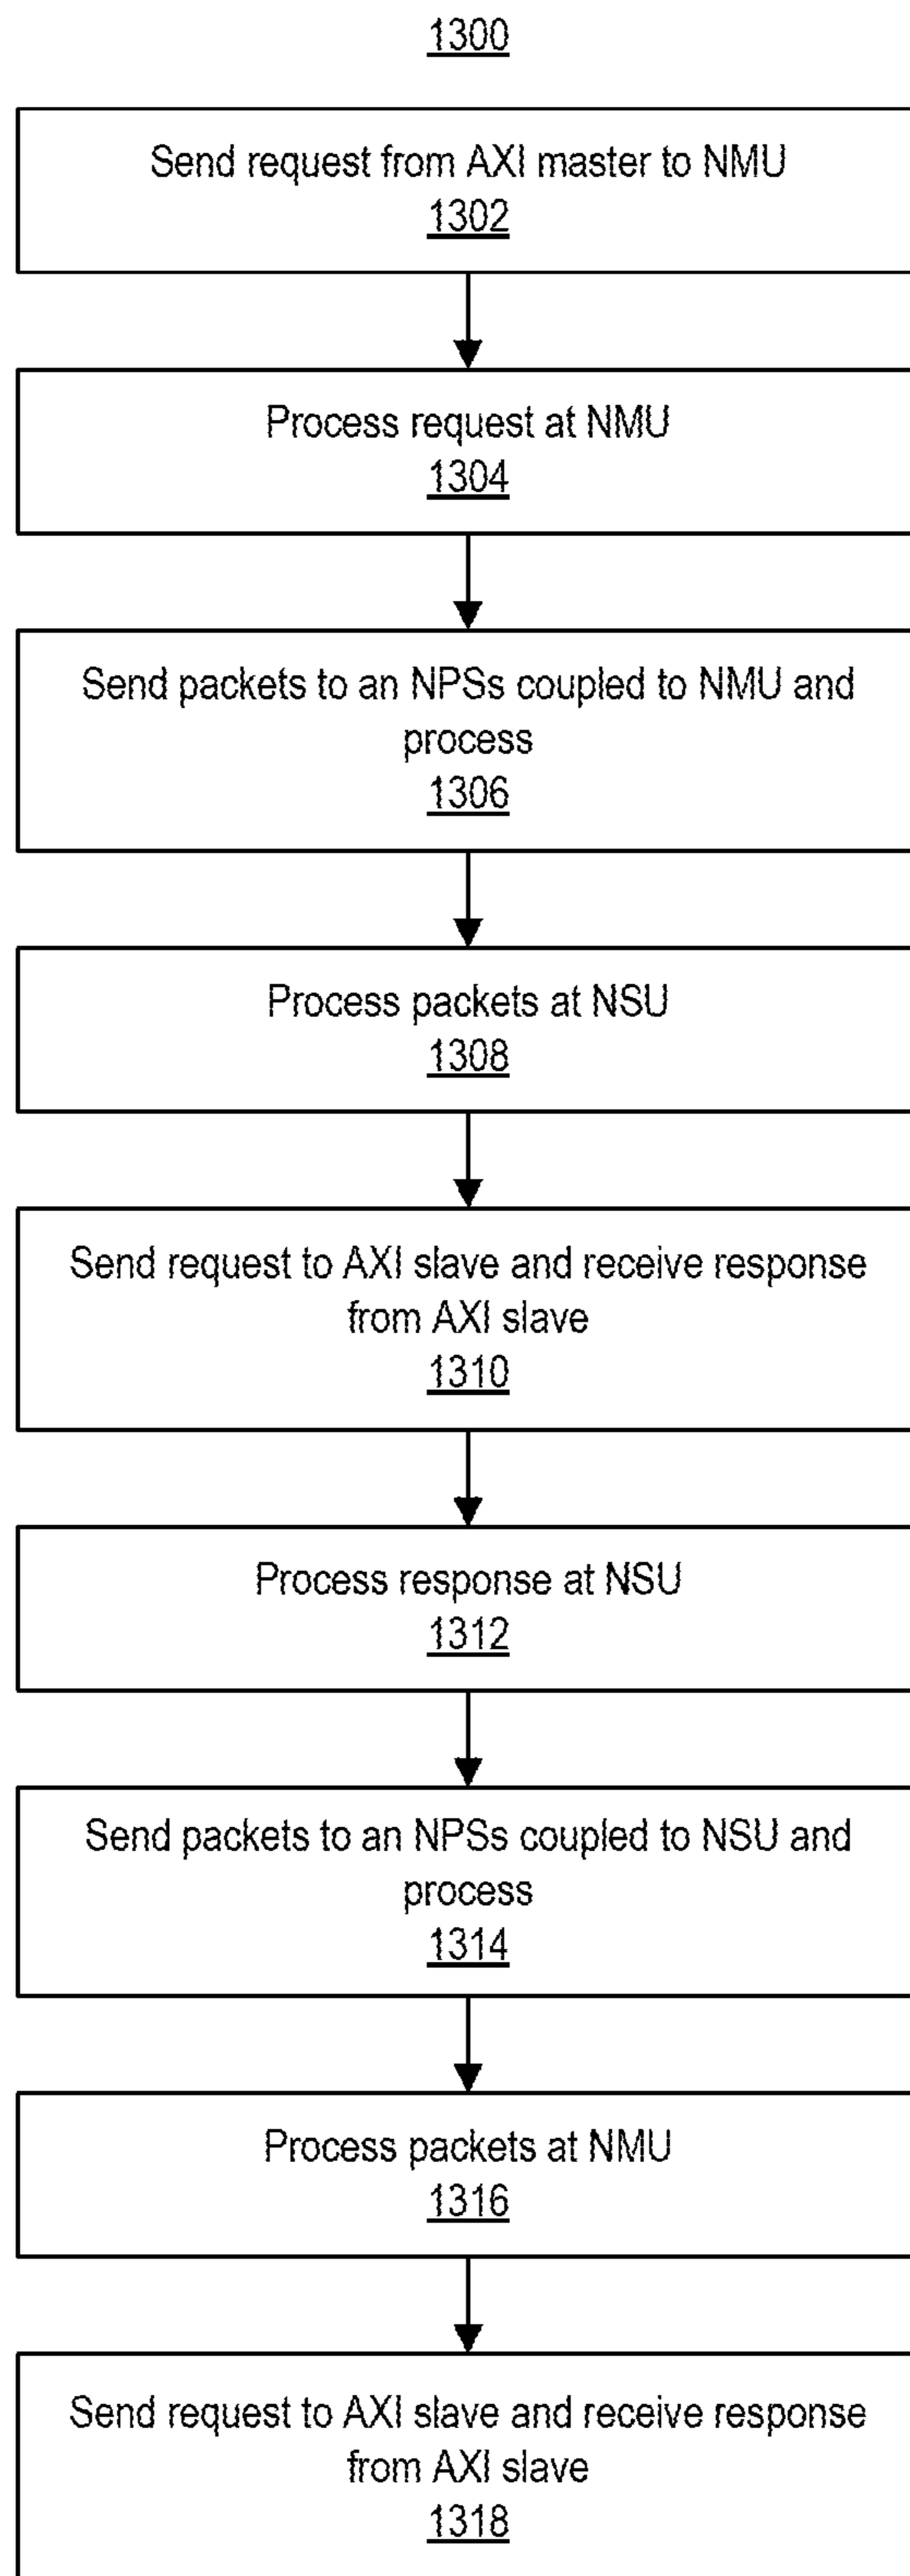 1300
Send request from AXI master to NMU
1302
Process request at NMU
1304
Send packets to an NPSs coupled to NMU and
process
1306
Process packets at NSU
1308
Send request to AXI slave and receive response
from AXI slave
1310
Process response at NSU
1312
Send packets to an NPSs coupled to NSU and
process
1314
Process packets at NMU
1316
Send request to AXI slave and receive response
from AXI slave
1318